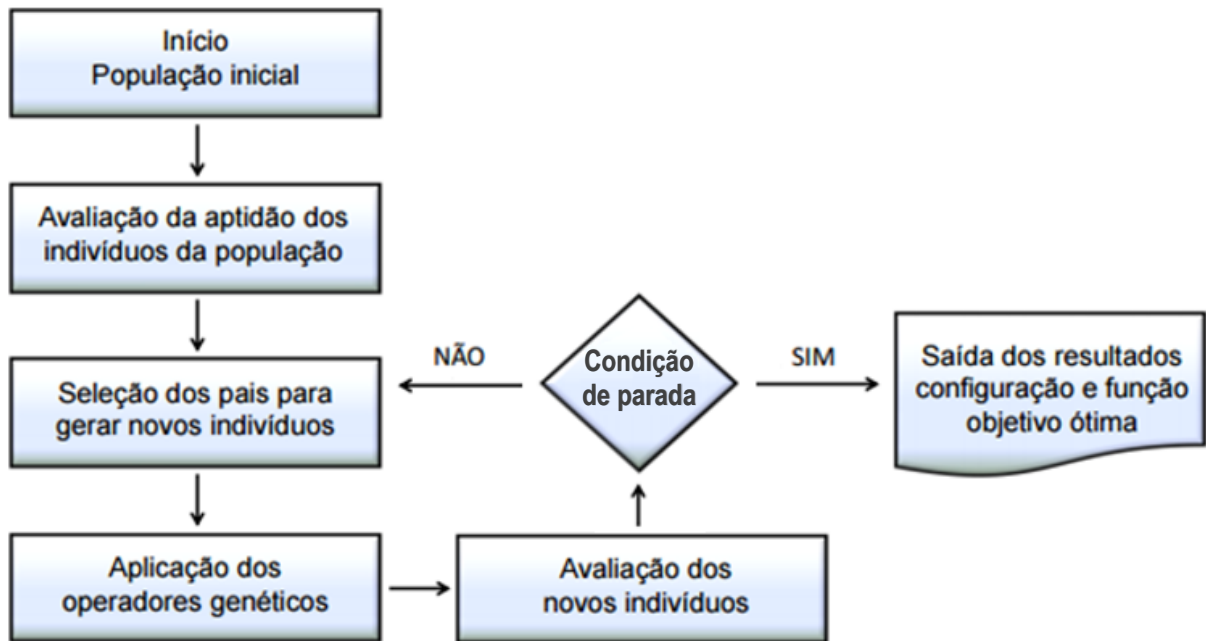 Início
População inicial
Avaliação da aptidão dos
indivíduos da população
Seleção dos pais para
gerar novos indivíduos
Aplicação dos
operadores genéticos
Avaliação dos
novos indivíduos
Condição
de parada
NÃO
SIM
Saída dos resultados
configuração e função
objetivo ótima